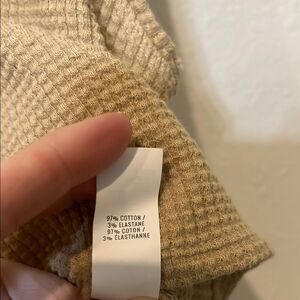 97% COTTON /
3% ELASTANE
97% COTON /
3% ÉLASTHANNE